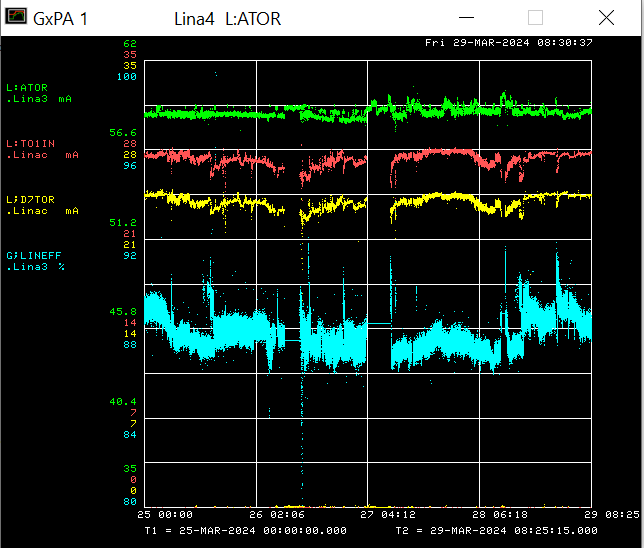 GxPA 1 Lina4 L:ATOR
Fri 29-MAR-2024 08:30:37
62
35
35
100
L:ATOR
.Lina3 mA
56.6
28
28
96
L:TO1IN
.Linac mA
L;D7TOR
.Linac mA
51.2
21
21
92
G;LINEFF
.Lina3 %
45.8
14
14
88
40.4
7
7
84
35
0
0
80
25 00:00 26 02:06 27 04:12 28 06:18 29 08:25
T1 = 25-MAR-2024 00:00:00.000 T2 = 29-MAR-2024 08:25:15.000